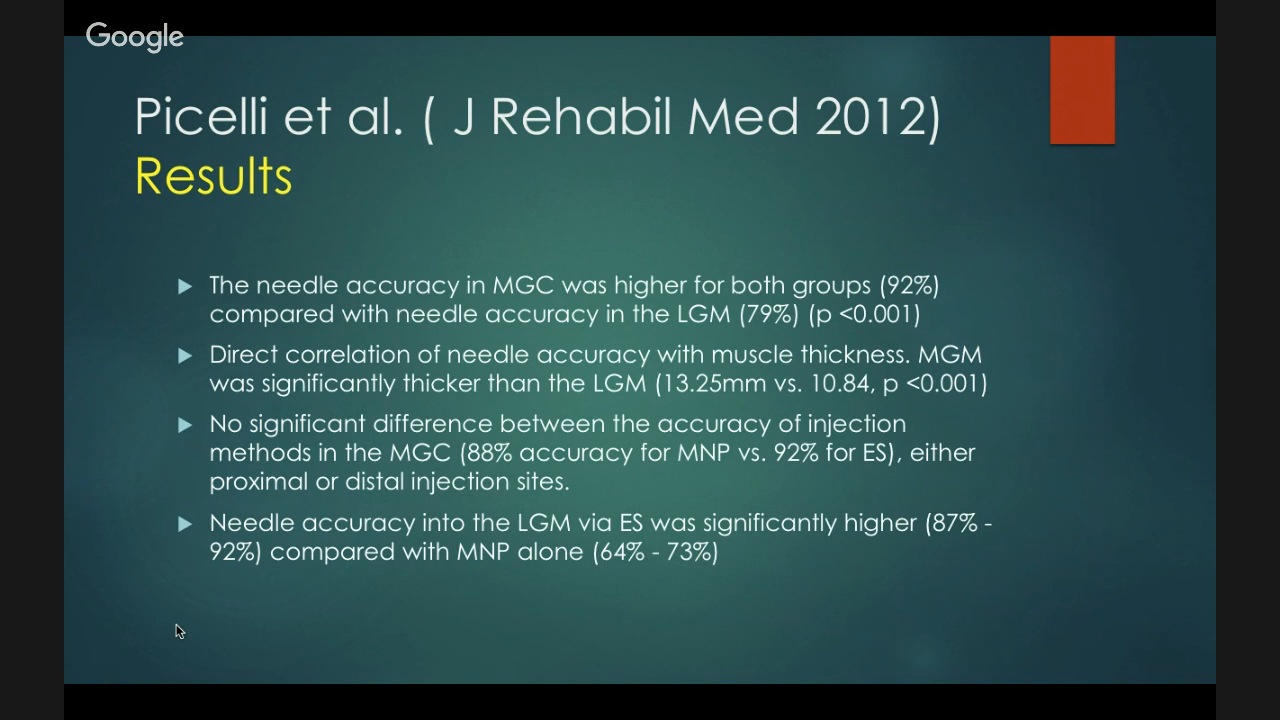 Google
Picelli et al. ( J Rehabil Med 2012)
Results
The needle accuracy in MGC was higher for both groups (92%)
compared with needle accuracy in the LGM (79%) (p <0.001)
Direct correlation of needle accuracy with muscle thickness. MGM
was significantly thicker than the LGM (13.25mm vs. 10.84, p <0.001)
No significant difference between the accuracy of injection
methods in the MGC (88% accuracy for MNP vs. 92% for ES), either
proximal or distal injection sites.
Needle accuracy into the LGM via ES was significantly higher (87% -
92%) compared with MNP alone (64% - 73%)